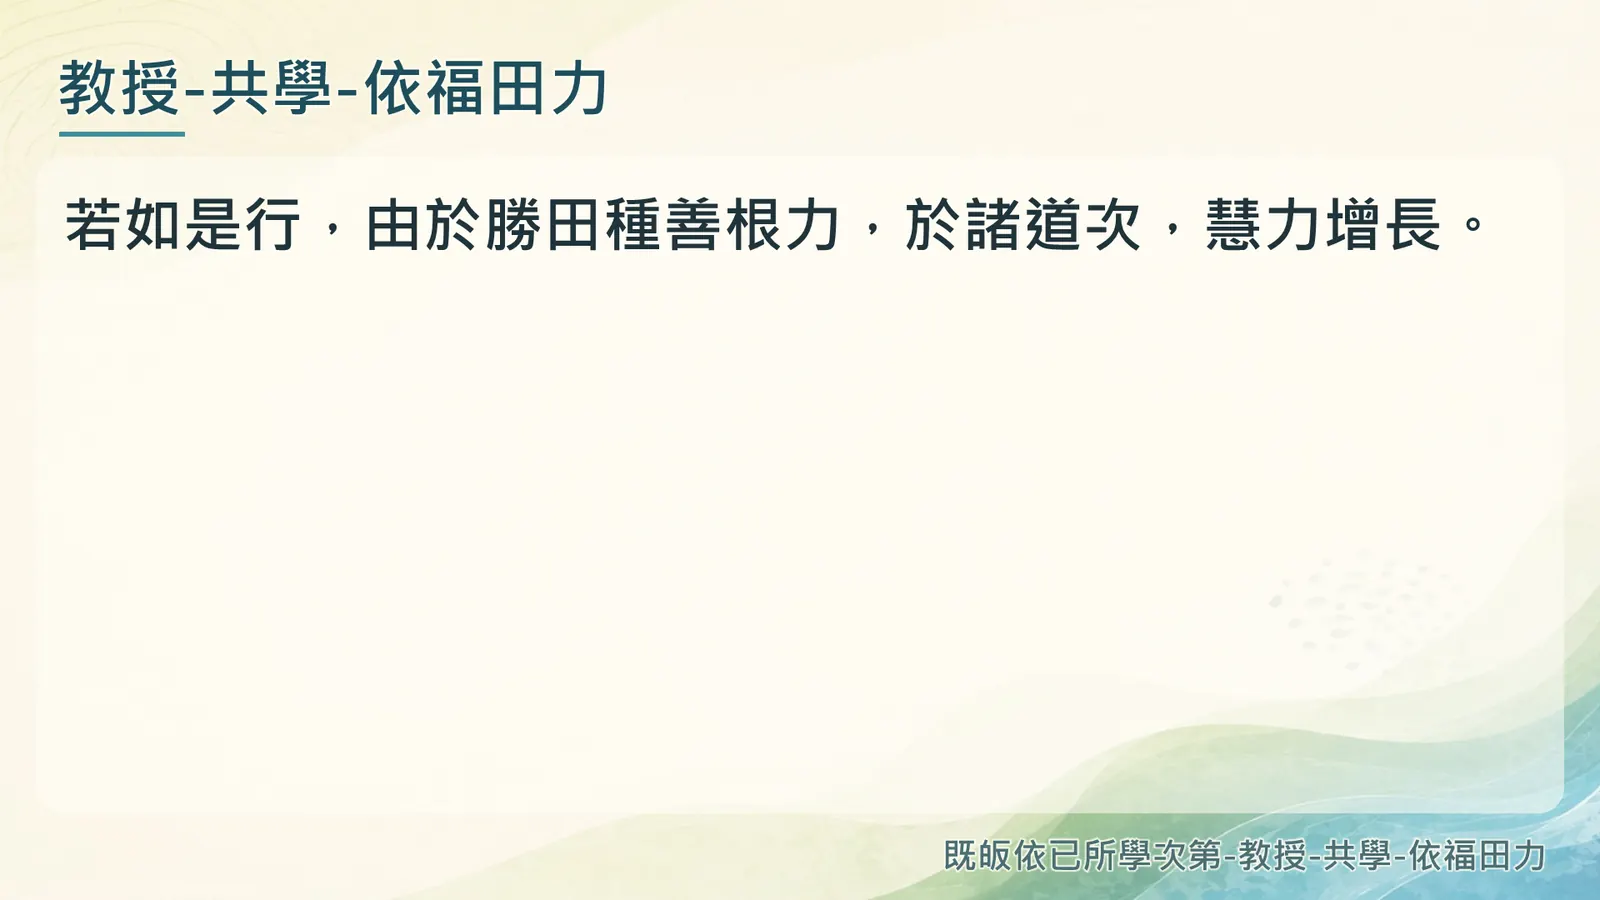 教授-共學-依福田力
若如是行，由於勝田種善根力，於諸道次，慧力增長。
既皈依已所學次第-教授-共學-依福田力